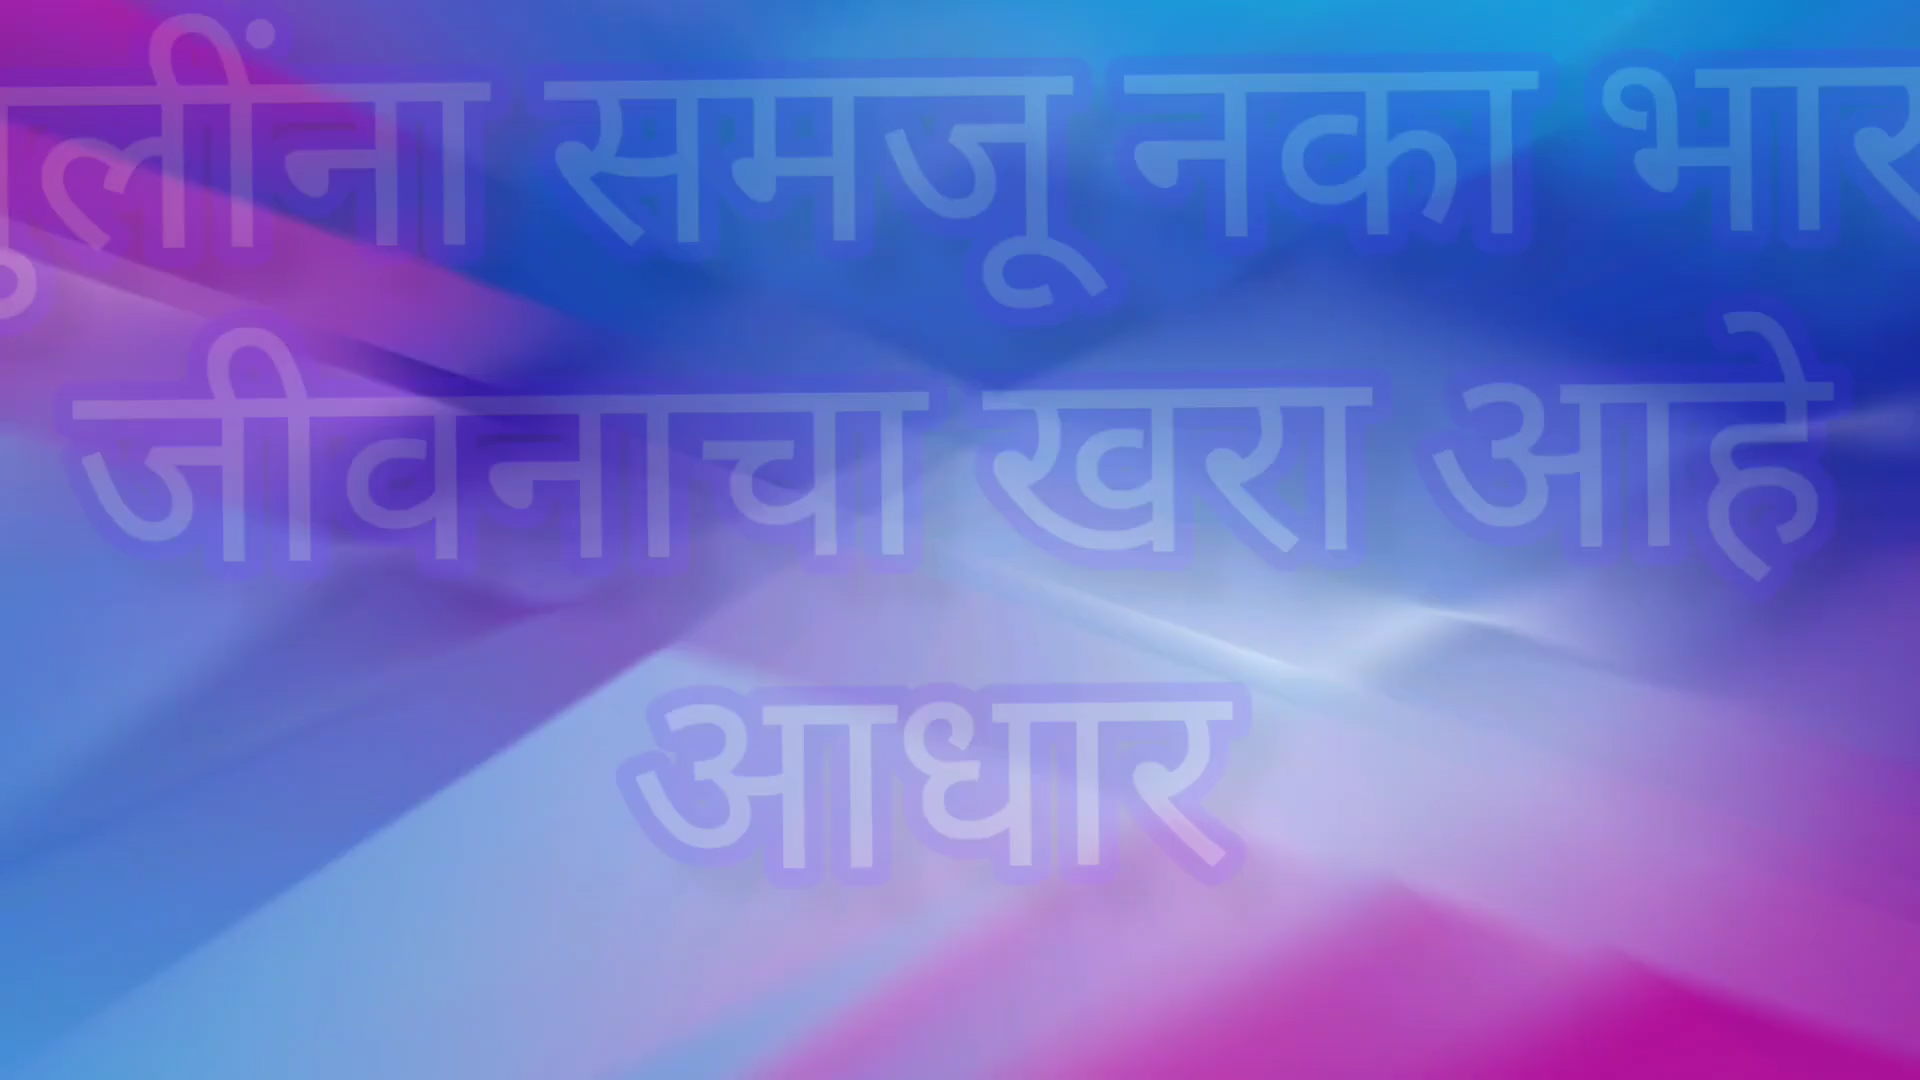 मुलींना समजू नका भार
जीवनाचा खरा आहे
आधार